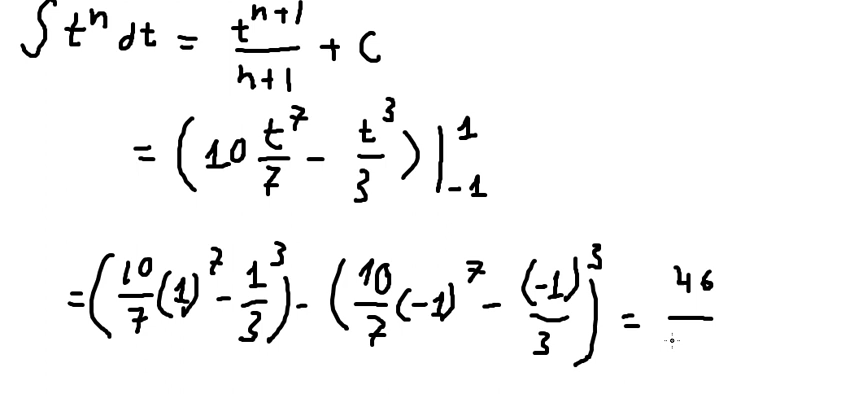 ∫ tⁿ dt = tⁿ⁺¹/(n+1) + C
= (10 t⁷/7 - t³/3) |₋₁¹
= (10/7 (1)⁷ - 1³/3) - (10/7 (-1)⁷ - (-1)³/3) = 46/